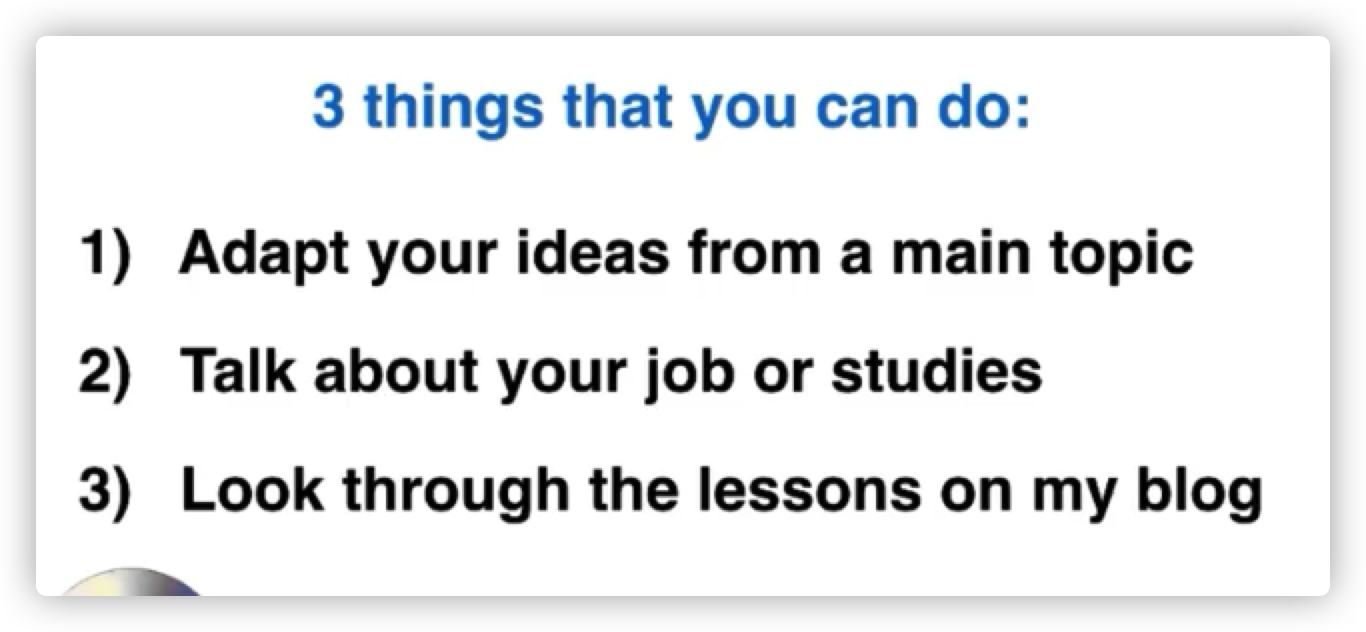 3 things that you can do:
1) Adapt your ideas from a main topic
2) Talk about your job or studies
3) Look through the lessons on my blog